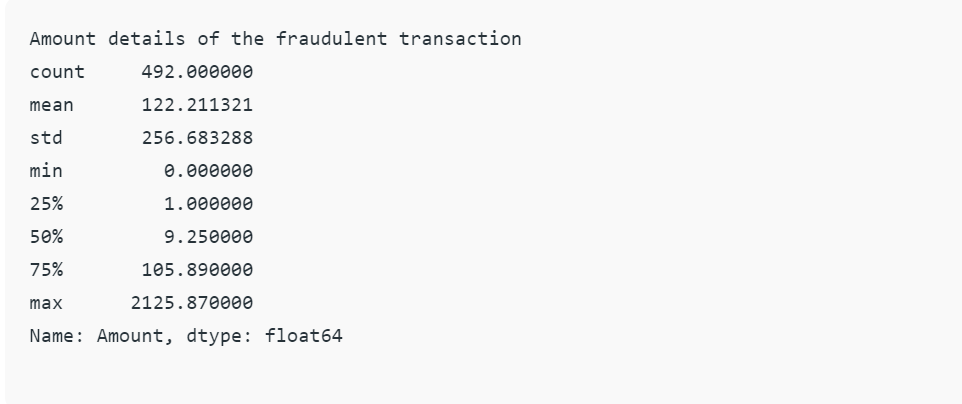 Amount details of the fraudulent transaction
count     492.000000
mean      122.211321
std       256.683288
min         0.000000
25%         1.000000
50%         9.250000
75%       105.890000
max      2125.870000
Name: Amount, dtype: float64